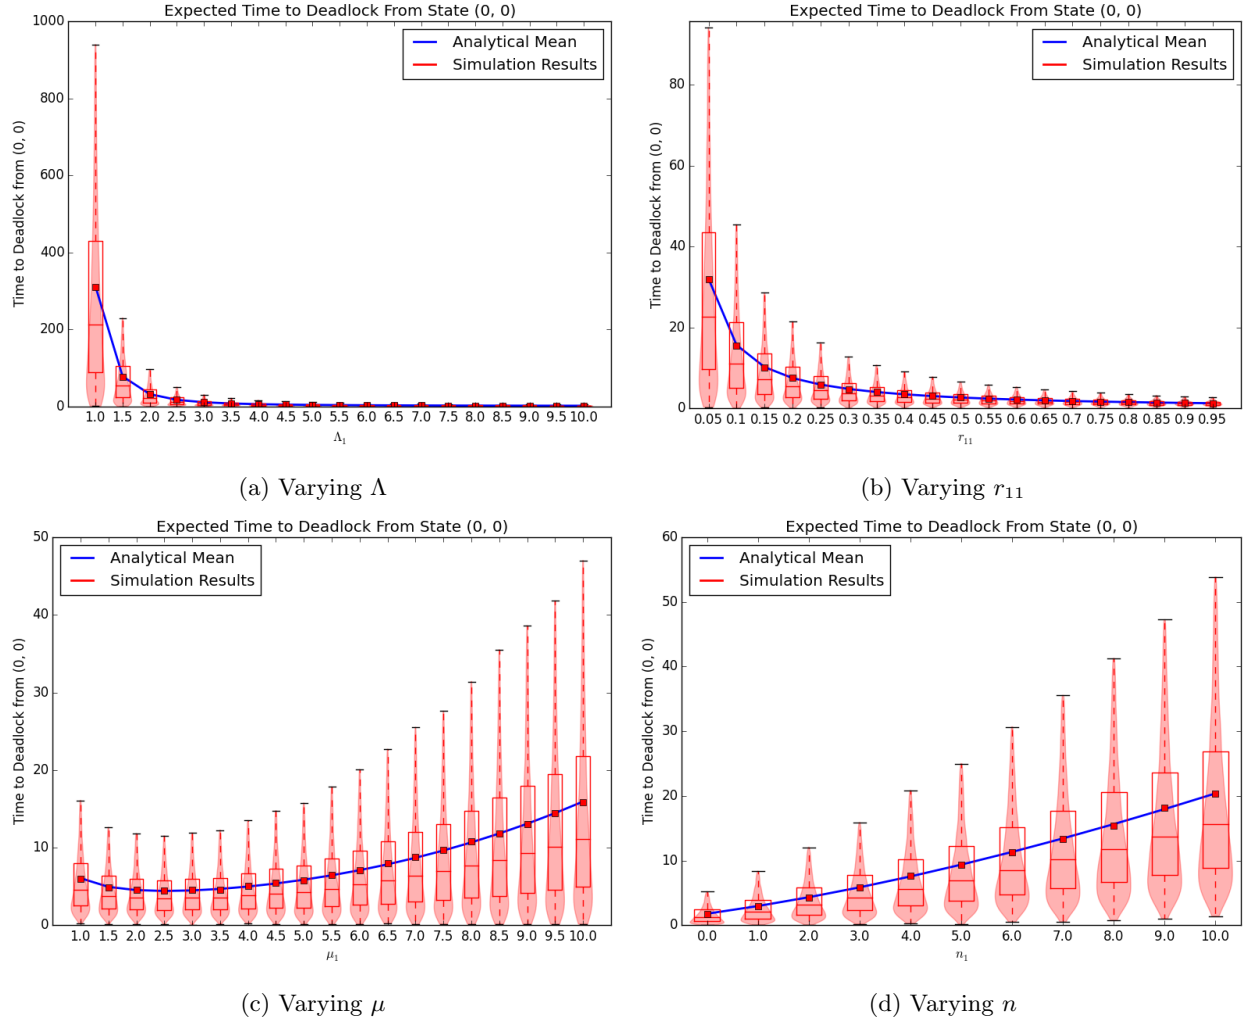 Expected Time to Deadlock From State (0, 0)
Time to Deadlock from (0, 0)
1000
800
600
400
200
0
Analytical Mean
Simulation Results
1.0 1.5 2.0 2.5 3.0 3.5 4.0 4.5 5.0 5.5 6.0 6.5 7.0 7.5 8.0 8.5 9.0 9.5 10.0
Λ₁
(a) Varying Λ
Expected Time to Deadlock From State (0, 0)
Time to Deadlock from (0, 0)
80
60
40
20
0
Analytical Mean
Simulation Results
0.05 0.1 0.15 0.2 0.25 0.3 0.35 0.4 0.45 0.5 0.55 0.6 0.65 0.7 0.75 0.8 0.85 0.9 0.95
r₁₁
(b) Varying r₁₁
Expected Time to Deadlock From State (0, 0)
Time to Deadlock from (0, 0)
50
40
30
20
10
0
Analytical Mean
Simulation Results
1.0 1.5 2.0 2.5 3.0 3.5 4.0 4.5 5.0 5.5 6.0 6.5 7.0 7.5 8.0 8.5 9.0 9.5 10.0
μ₁
(c) Varying μ
Expected Time to Deadlock From State (0, 0)
Time to Deadlock from (0, 0)
60
50
40
30
20
10
0
Analytical Mean
Simulation Results
0.0 1.0 2.0 3.0 4.0 5.0 6.0 7.0 8.0 9.0 10.0
n₁
(d) Varying n